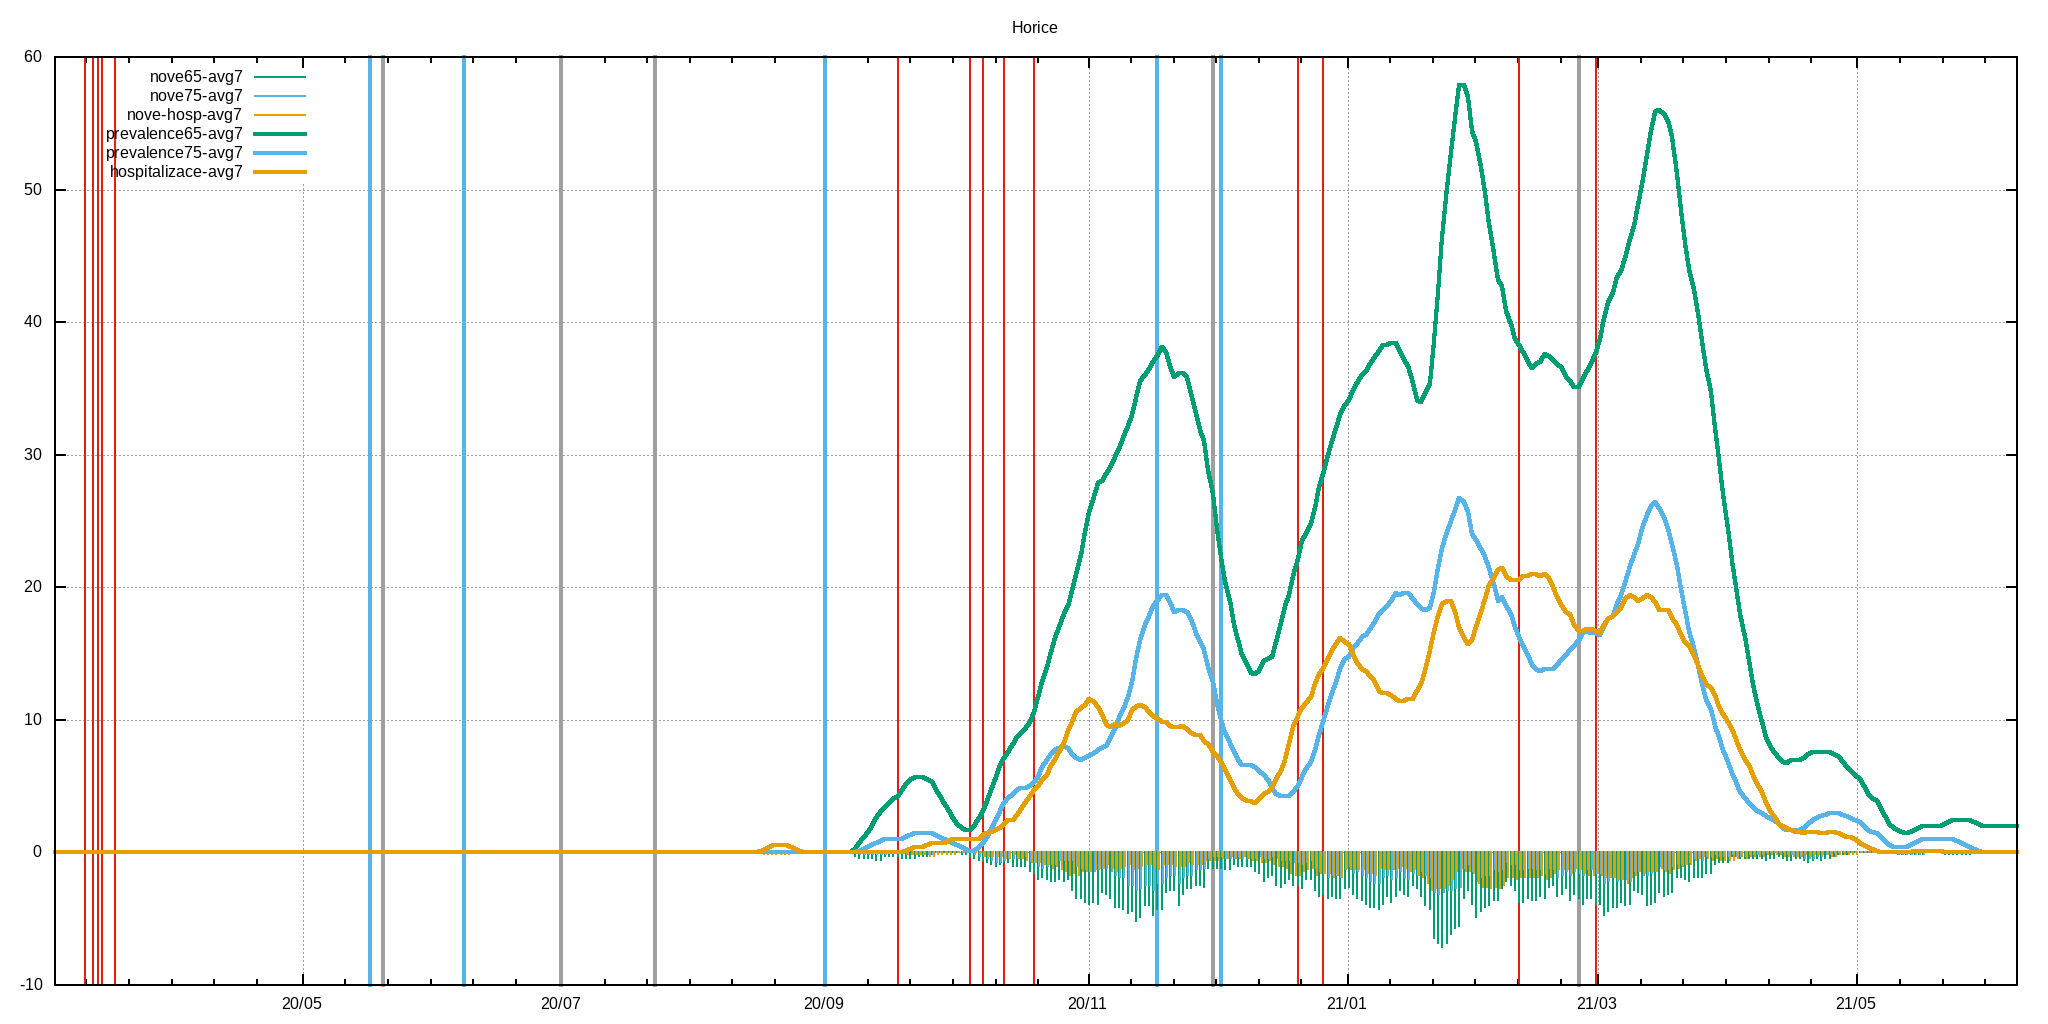 Horice
60
nove65-avg7
nove75-avg7
nove-hosp-avg7
prevalence65-avg7
prevalence75-avg7
hospitalizace-avg7
50
40
30
20
10
0
-10
20/05 20/07 20/09 20/11 21/01 21/03 21/05